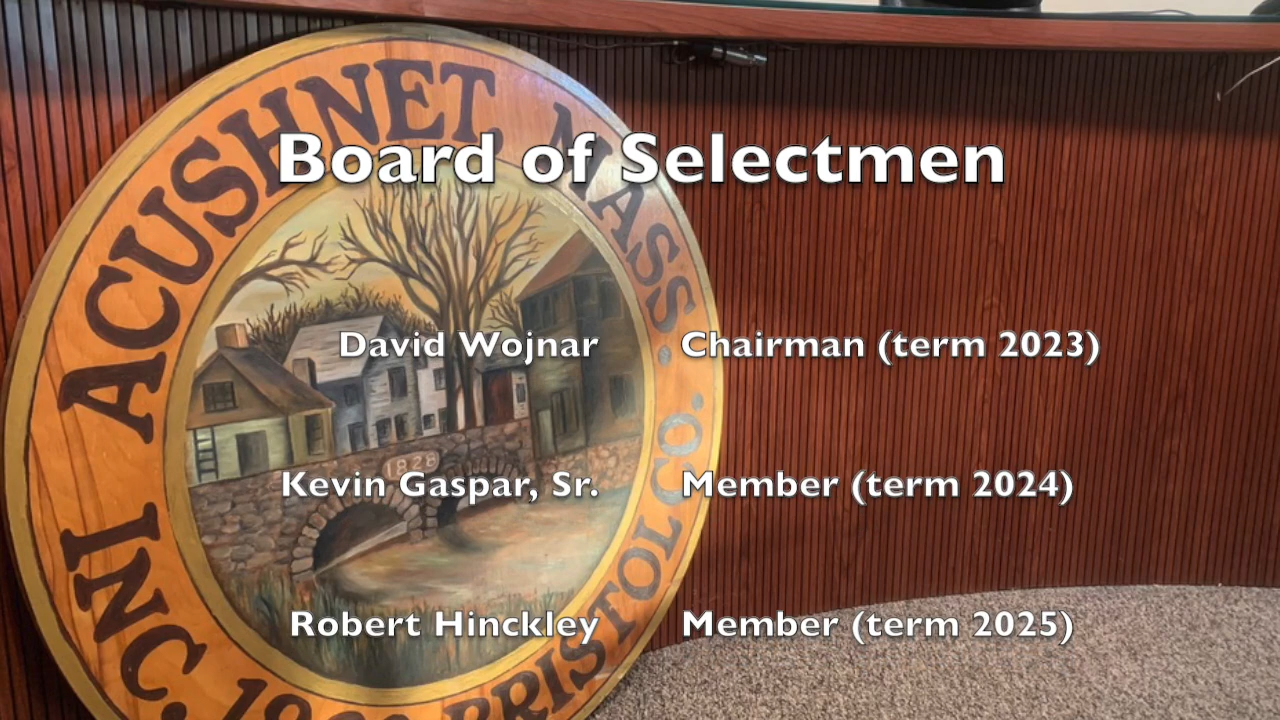 Board of Selectmen
David Wojnar Chairman (term 2023)
Kevin Gaspar, Sr. Member (term 2024)
Robert Hinckley Member (term 2025)
ACUSHNET, MASS.
BRISTOL CO.
INC.
1828